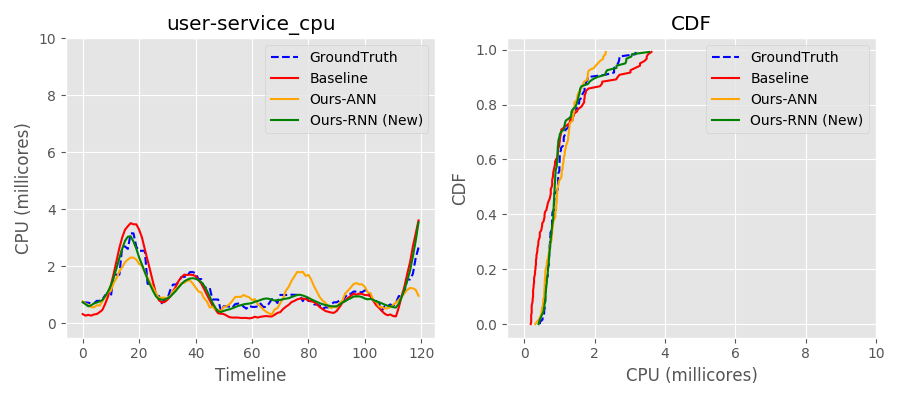 user-service_cpu
CPU (millicores)
10
8
6
4
2
0
0
20
40
60
80
100
120
Timeline
GroundTruth
Baseline
Ours-ANN
Ours-RNN (New)
CDF
CDF
1.0
0.8
0.6
0.4
0.2
0.0
0
2
4
6
8
10
CPU (millicores)
GroundTruth
Baseline
Ours-ANN
Ours-RNN (New)